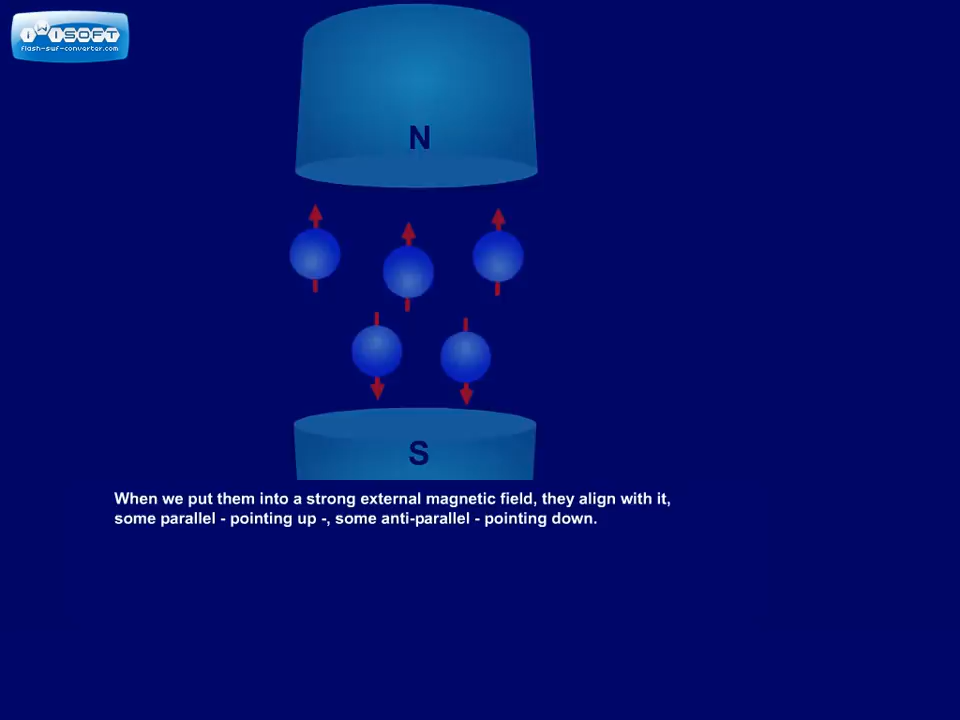 iWiSOFT
flash-swf-converter.com
N
S
When we put them into a strong external magnetic field, they align with it,
some parallel - pointing up -, some anti-parallel - pointing down.